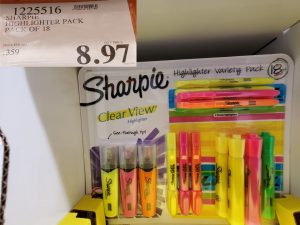 1225516
SHARPIE
HIGHLIGHTER PACK
PACK OF 18
.359
8.97
Sharpie
Highlighter Variety Pack
18
Clear View
Highlighter
See-through tip!